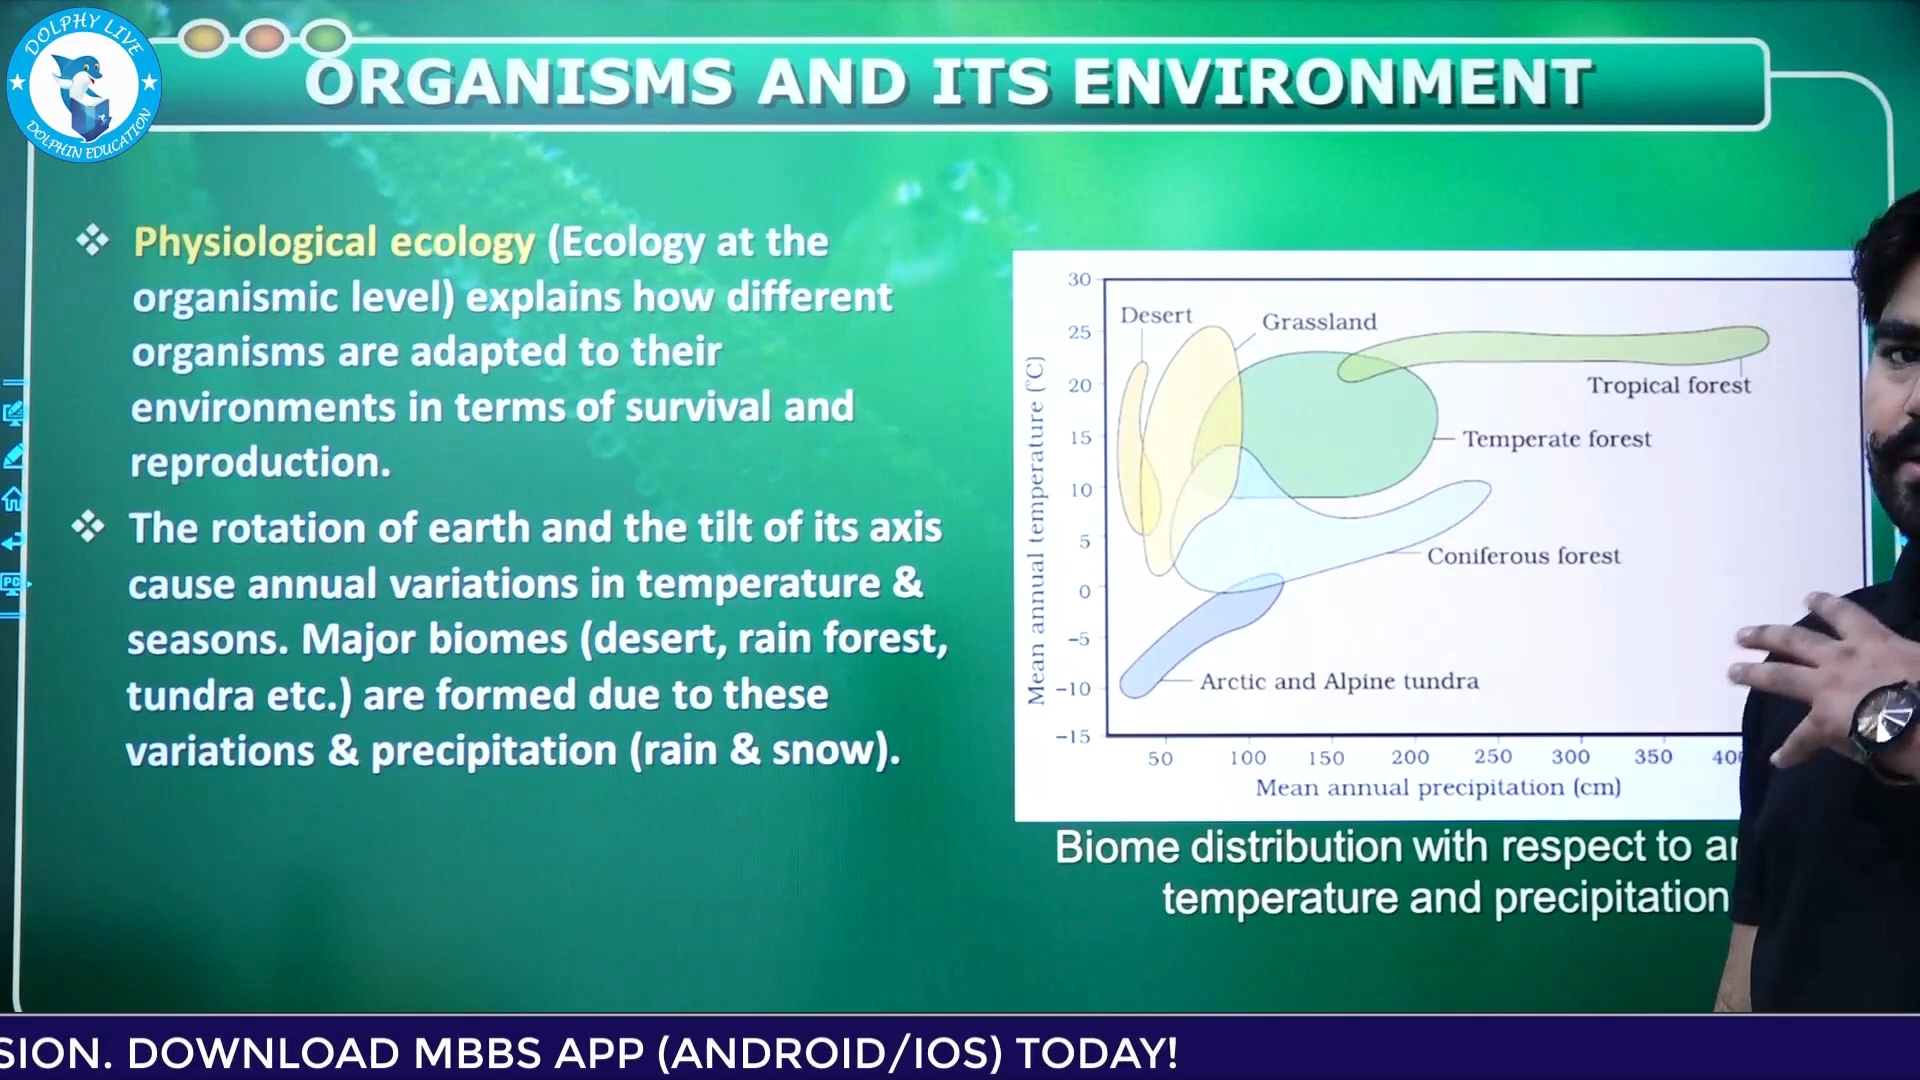 DOLPHY LIVE
DOLPHIN EDUCATION
ORGANISMS AND ITS ENVIRONMENT
❖ Physiological ecology (Ecology at the
organismic level) explains how different
organisms are adapted to their
environments in terms of survival and
reproduction.
❖ The rotation of earth and the tilt of its axis
cause annual variations in temperature &
seasons. Major biomes (desert, rain forest,
tundra etc.) are formed due to these
variations & precipitation (rain & snow).
PC
Mean annual temperature (°C)
30
25
20
15
10
5
0
−5
−10
−15
Desert
Grassland
Tropical forest
Temperate forest
Coniferous forest
Arctic and Alpine tundra
50 100 150 200 250 300 350
Mean annual precipitation (cm)
Biome distribution with respect to
temperature and precipitation
SION. DOWNLOAD MBBS APP (ANDROID/IOS) TODAY!